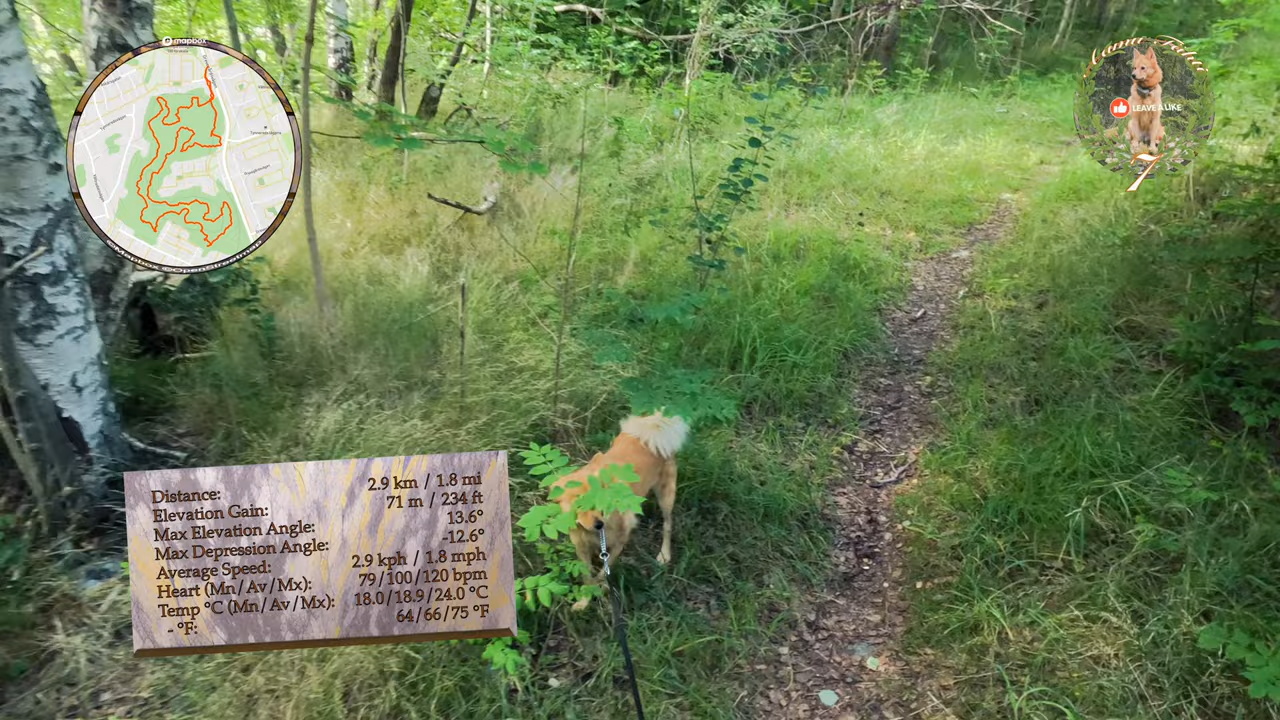 mapbox
©Mapbox ©OpenStreetmap
LEAVE A LIKE
7
Distance: 2.9 km / 1.8 mi
Elevation Gain: 71 m / 234 ft
Max Elevation Angle: 13.6°
Max Depression Angle: -12.6°
Average Speed: 2.9 kph / 1.8 mph
Heart (Mn/Av/Mx): 79/100/120 bpm
Temp °C (Mn/Av/Mx): 18.0/18.9/24.0 °C
- °F: 64/66/75 °F